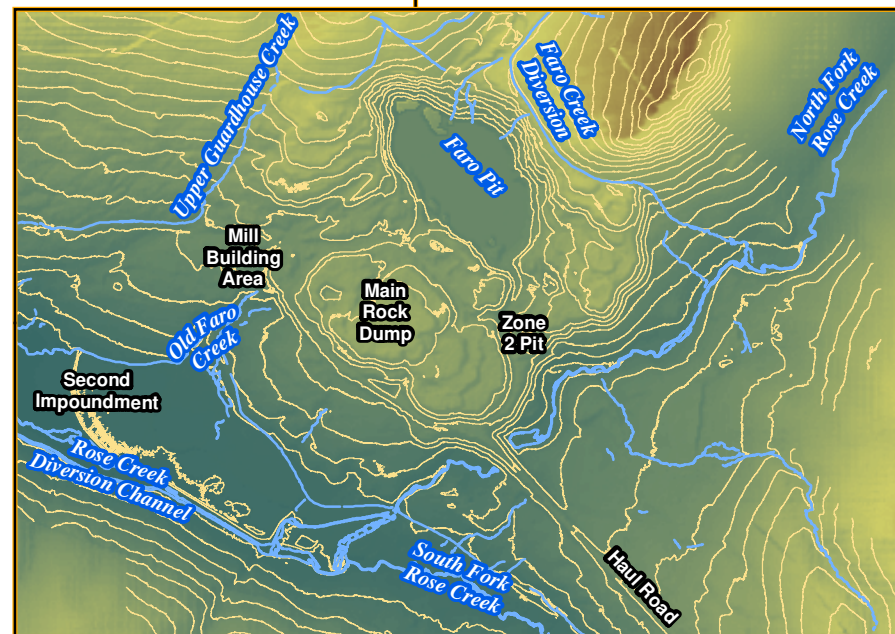 Upper Guardhouse Creek
Faro Creek
Diversion
North Fork
Rose Creek
Faro Pit
Mill
Building
Area
Main
Rock
Dump
Zone
2 Pit
Old Faro
Creek
Second
Impoundment
Rose Creek
Diversion Channel
South Fork
Rose Creek
Haul Road